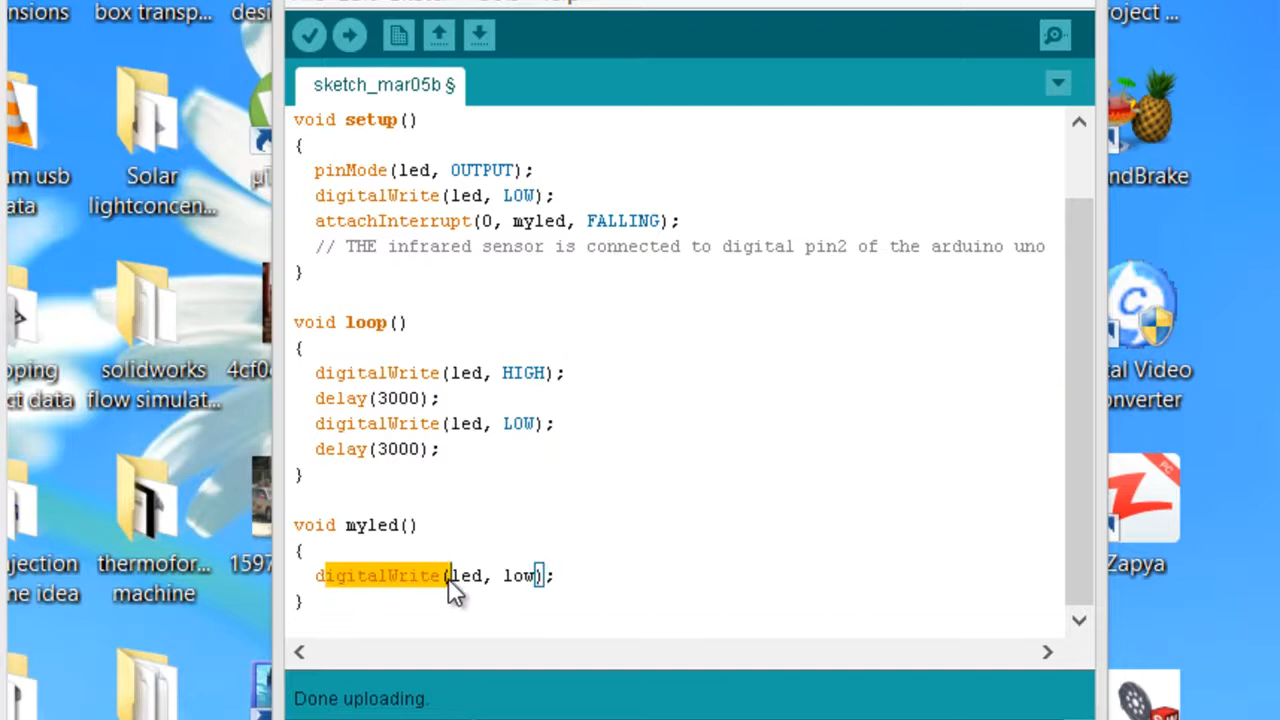 nsions
box transp...
desi
roject ...
sketch_mar05b §
void setup()
{
pinMode(led, OUTPUT);
digitalWrite(led, LOW);
attachInterrupt(0, myled, FALLING);
// THE infrared sensor is connected to digital pin2 of the arduino uno
}
void loop()
{
digitalWrite(led, HIGH);
delay(3000);
digitalWrite(led, LOW);
delay(3000);
}
void myled()
{
digitalWrite(led, low);
}
Done uploading.
m usb
ata
Solar
lightconcen...
µT
ndBrake
pping
ct data
solidworks
flow simulat...
4cf0
tal Video
onverter
PC
njection
ne idea
thermofor...
machine
1597
Zapya